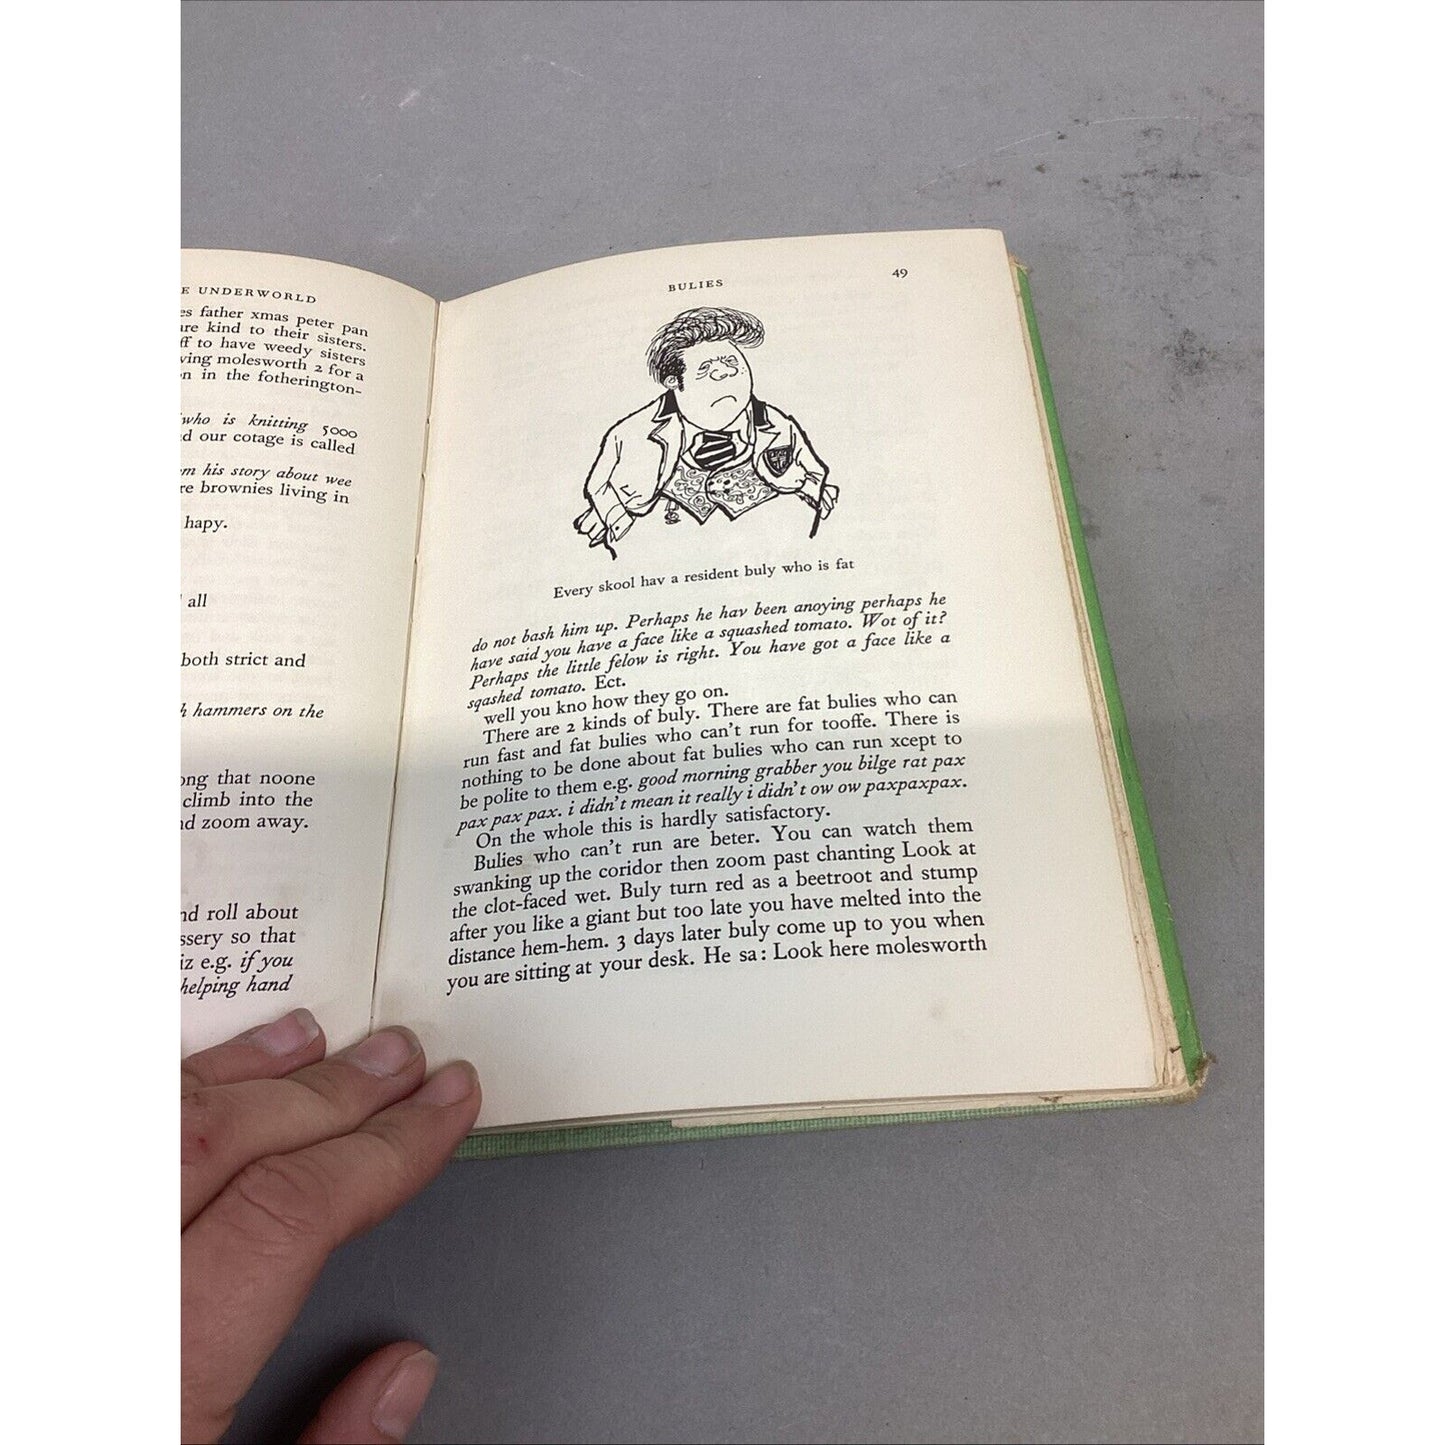 E UNDERWORLD
es father xmas peter pan
are kind to their sisters.
ff to have weedy sisters
ving molesworth 2 for a
n in the fotherington-
who is knitting 5000
d our cotage is called
em his story about wee
re brownies living in
hapy.
all
both strict and
h hammers on the
ong that noone
climb into the
nd zoom away.
nd roll about
ssery so that
iz e.g. if you
helping hand
BULIES
49
Every skool hav a resident buly who is fat
do not bash him up. Perhaps he hav been anoying perhaps he
have said you have a face like a squashed tomato. Wot of it?
Perhaps the little felow is right. You have got a face like a
sqashed tomato. Ect.
well you kno how they go on.
There are 2 kinds of buly. There are fat bulies who can
run fast and fat bulies who can't run for tooffe. There is
nothing to be done about fat bulies who can run xcept to
be polite to them e.g. good morning grabber you bilge rat pax
pax pax pax. i didn't mean it really i didn't ow ow paxpaxpax.
On the whole this is hardly satisfactory.
Bulies who can't run are beter. You can watch them
swanking up the coridor then zoom past chanting Look at
the clot-faced wet. Buly turn red as a beetroot and stump
after you like a giant but too late you have melted into the
distance hem-hem. 3 days later buly come up to you when
you are sitting at your desk. He sa: Look here molesworth